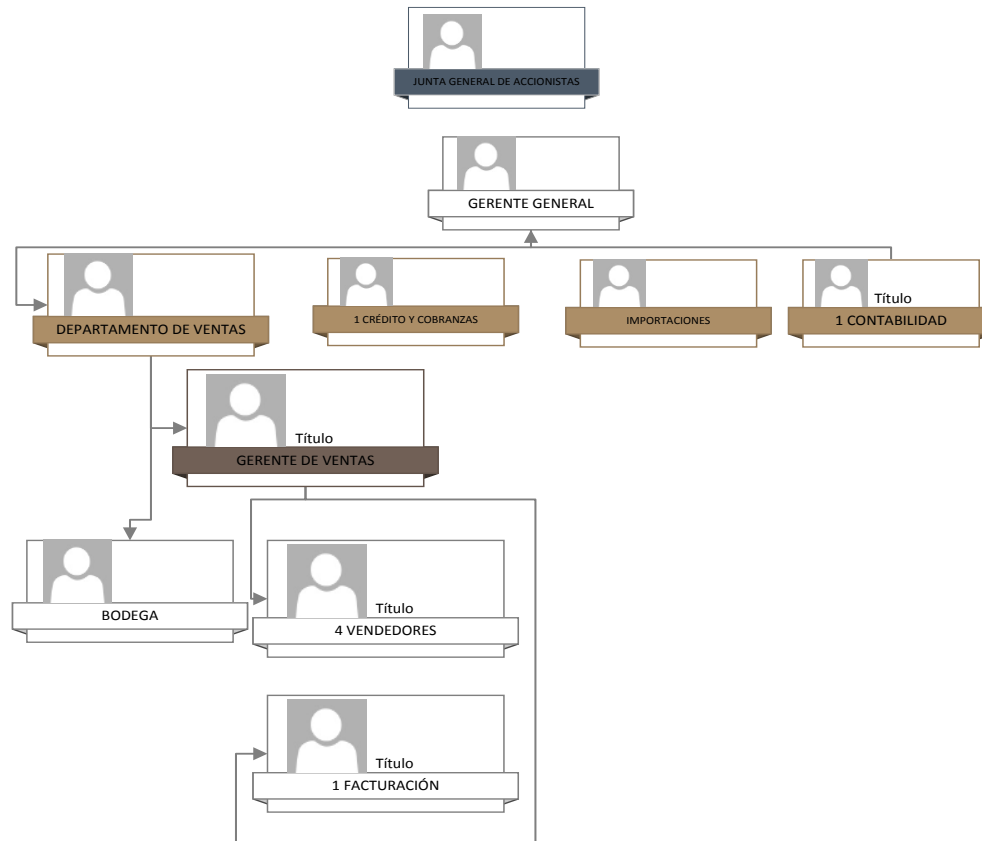 JUNTA GENERAL DE ACCIONISTAS
GERENTE GENERAL
DEPARTAMENTO DE VENTAS
1 CRÉDITO Y COBRANZAS
IMPORTACIONES
Título
1 CONTABILIDAD
Título
GERENTE DE VENTAS
BODEGA
Título
4 VENDEDORES
Título
1 FACTURACIÓN